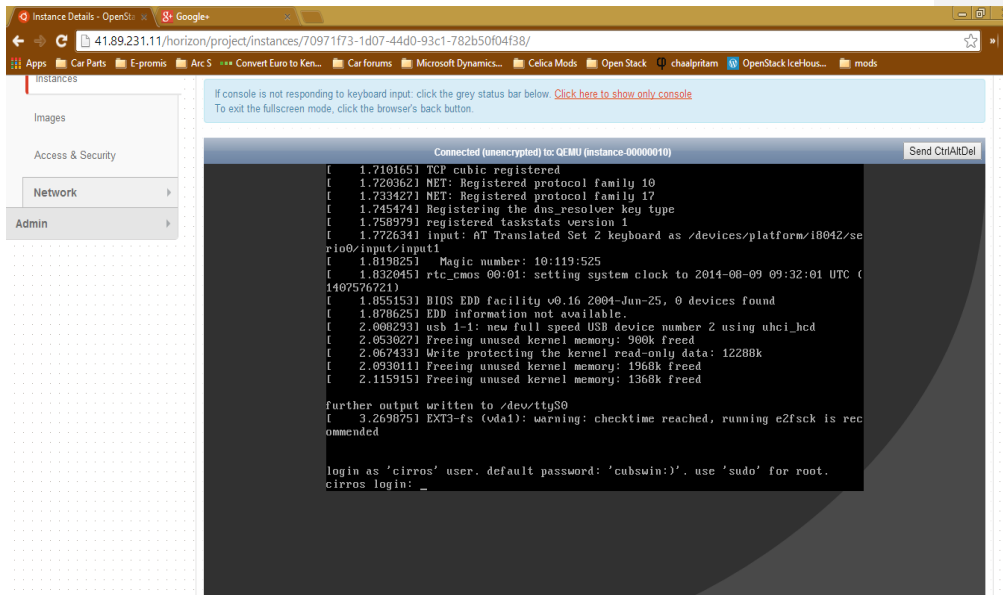 Instance Details - OpenSta
Google+
41.89.231.11/horizon/project/instances/70971f73-1d07-44d0-93c1-782b50f04f38/
Apps Car Parts E-promis Arc S Convert Euro to Ken... Car forums Microsoft Dynamics... Celica Mods Open Stack chaalpritam OpenStack IceHous... mods
Instances
Images
Access & Security
Network
Admin
If console is not responding to keyboard input: click the grey status bar below. Click here to show only console
To exit the fullscreen mode, click the browser's back button.
Connected (unencrypted) to: QEMU (instance-00000010)
Send CtrlAltDel
[    1.710165] TCP cubic registered
[    1.720362] NET: Registered protocol family 10
[    1.733427] NET: Registered protocol family 17
[    1.745474] Registering the dns_resolver key type
[    1.758979] registered taskstats version 1
[    1.772634] input: AT Translated Set 2 keyboard as /devices/platform/i8042/se
rio0/input/input1
[    1.819825]   Magic number: 10:119:525
[    1.832045] rtc_cmos 00:01: setting system clock to 2014-08-09 09:32:01 UTC (
1407576721)
[    1.855153] BIOS EDD facility v0.16 2004-Jun-25, 0 devices found
[    1.878625] EDD information not available.
[    2.008293] usb 1-1: new full speed USB device number 2 using uhci_hcd
[    2.053027] Freeing unused kernel memory: 900k freed
[    2.067433] Write protecting the kernel read-only data: 12288k
[    2.093011] Freeing unused kernel memory: 1968k freed
[    2.115915] Freeing unused kernel memory: 1368k freed
further output written to /dev/ttyS0
[    3.269875] EXT3-fs (vda1): warning: checktime reached, running e2fsck is rec
ommended
login as 'cirros' user. default password: 'cubswin:)'. use 'sudo' for root.
cirros login: _